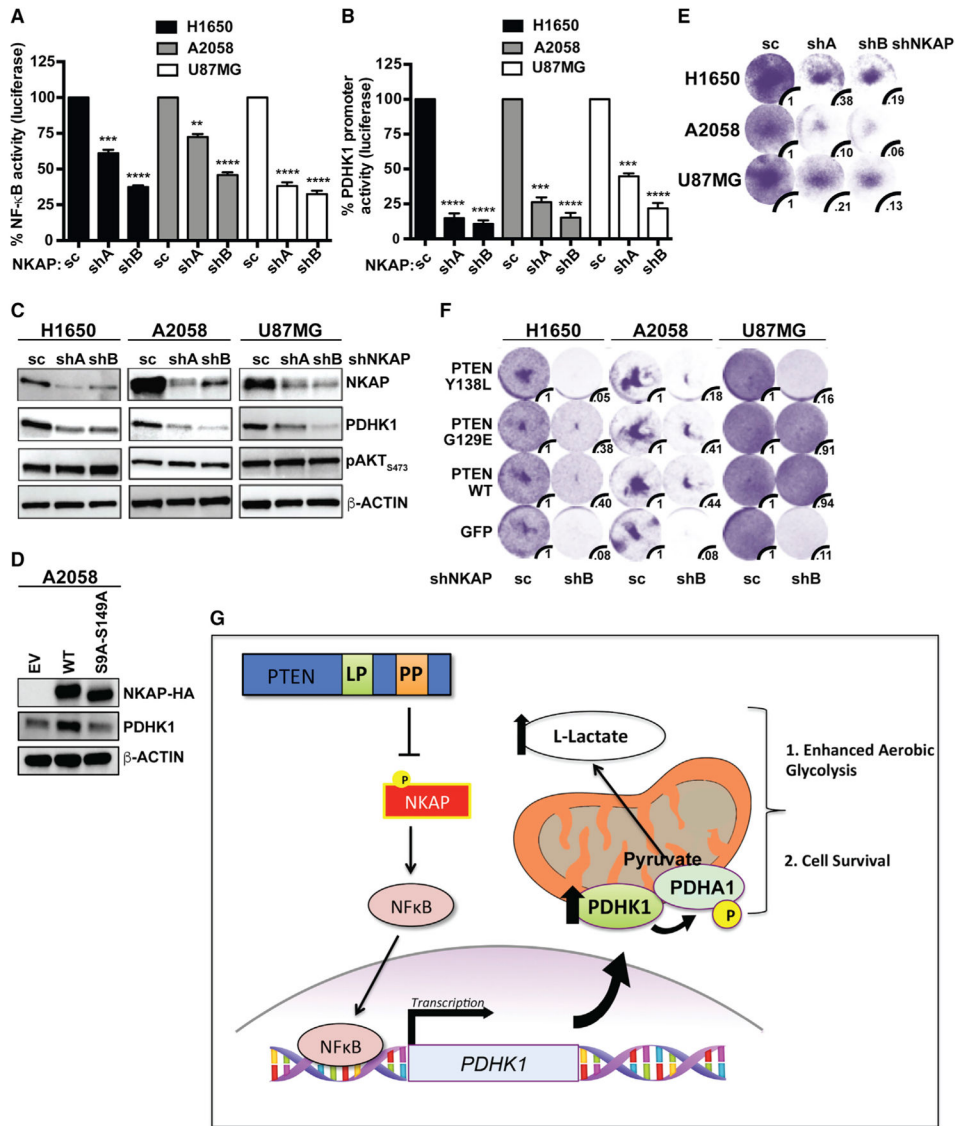 A
H1650
A2058
U87MG
% NF-κB activity (luciferase)
125
100
75
50
25
0
***
****
**
****
****
****
NKAP:
sc shA shB sc shA shB sc shA shB
B
H1650
A2058
U87MG
% PDHK1 promoter
activity (luciferase)
125
100
75
50
25
0
****
****
***
****
***
****
NKAP:
sc shA shB sc shA shB sc shA shB
E
sc shA shB shNKAP
H1650
1 .38 .19
A2058
1 .10 .06
U87MG
1 .21 .13
C
H1650 A2058 U87MG
sc shA shB sc shA shB sc shA shB shNKAP
NKAP
PDHK1
pAKTS473
β-ACTIN
D
A2058
EV WT S9A-S149A
NKAP-HA
PDHK1
β-ACTIN
F
H1650 A2058 U87MG
PTEN
Y138L
1 .05 1 .18 1 .16
PTEN
G129E
1 .38 1 .41 1 .91
PTEN
WT
1 .40 1 .44 1 .94
GFP
1 .08 1 .08 1 .11
shNKAP sc shB sc shB sc shB
G
PTEN LP PP
P
NKAP
NFκB
NFκB
Transcription
PDHK1
L-Lactate
Pyruvate
PDHK1
PDHA1
P
1. Enhanced Aerobic
Glycolysis
2. Cell Survival